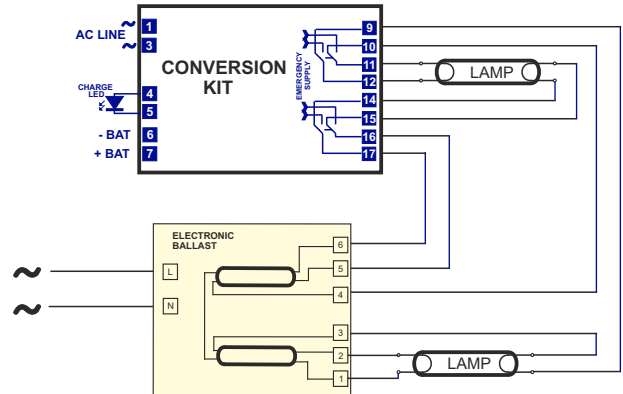 ~ 1
AC LINE
~ 3
CHARGE
LED
4
5
- BAT 6
+ BAT 7
CONVERSION
KIT
EMERGENCY
SUPPLY
9
10
11
12
14
15
16
17
LAMP
ELECTRONIC
BALLAST
~ L
~ N
6
5
4
3
2
1
LAMP